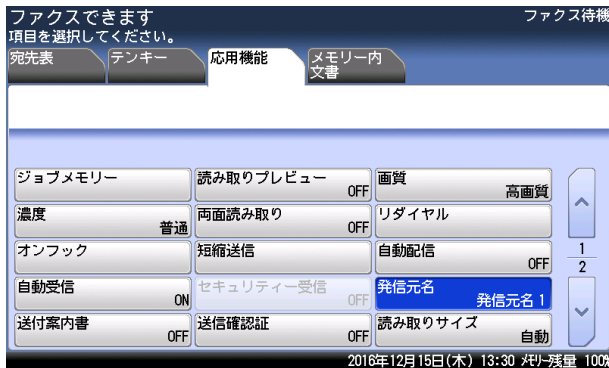 ファクスできます
ファクス待機
項目を選択してください。
宛先表
テンキー
応用機能
メモリー内
文書
ジョブメモリー
読み取りプレビュー
OFF
画質
高画質
濃度
普通
両面読み取り
OFF
リダイヤル
オンフック
短縮送信
自動配信
OFF
1
2
自動受信
ON
セキュリティー受信
OFF
発信元名
発信元名 1
送付案内書
OFF
送信確認証
OFF
読み取りサイズ
自動
2016年12月15日(木) 13:30 メモリー残量 100%